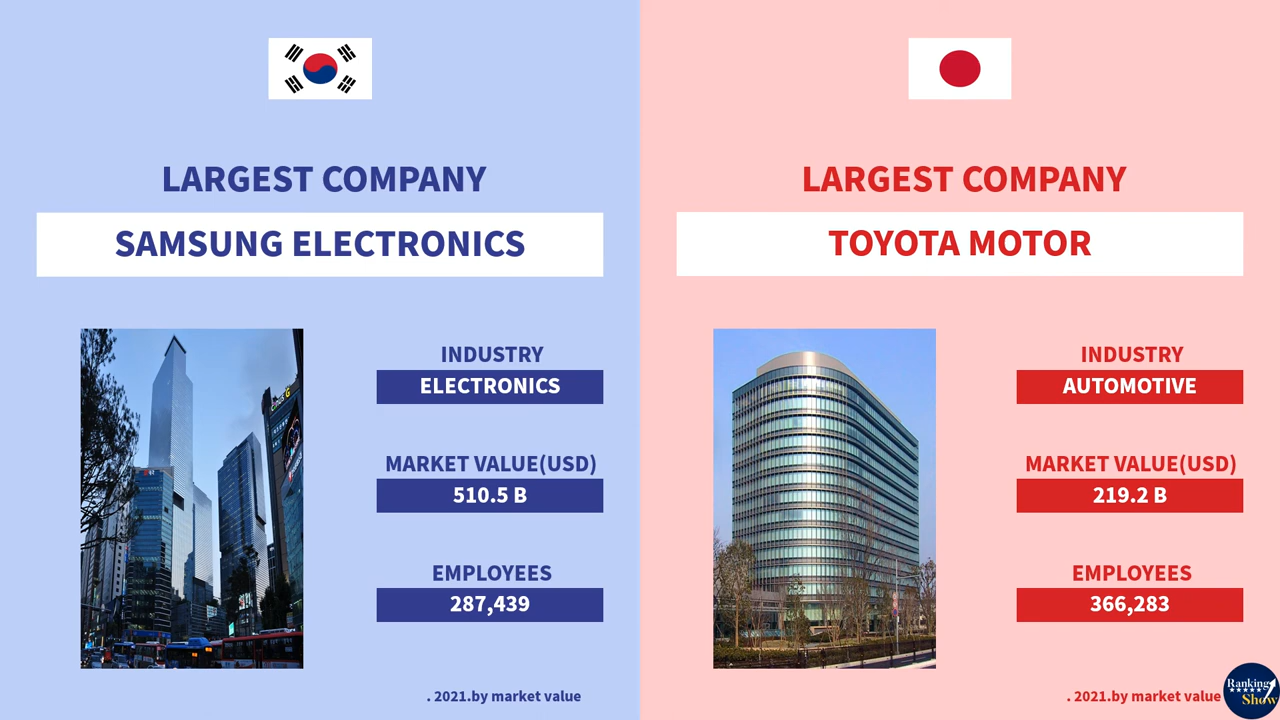 LARGEST COMPANY
SAMSUNG ELECTRONICS
INDUSTRY
ELECTRONICS
MARKET VALUE(USD)
510.5 B
EMPLOYEES
287,439
. 2021.by market value
LARGEST COMPANY
TOYOTA MOTOR
INDUSTRY
AUTOMOTIVE
MARKET VALUE(USD)
219.2 B
EMPLOYEES
366,283
. 2021.by market value
Ranking
Show